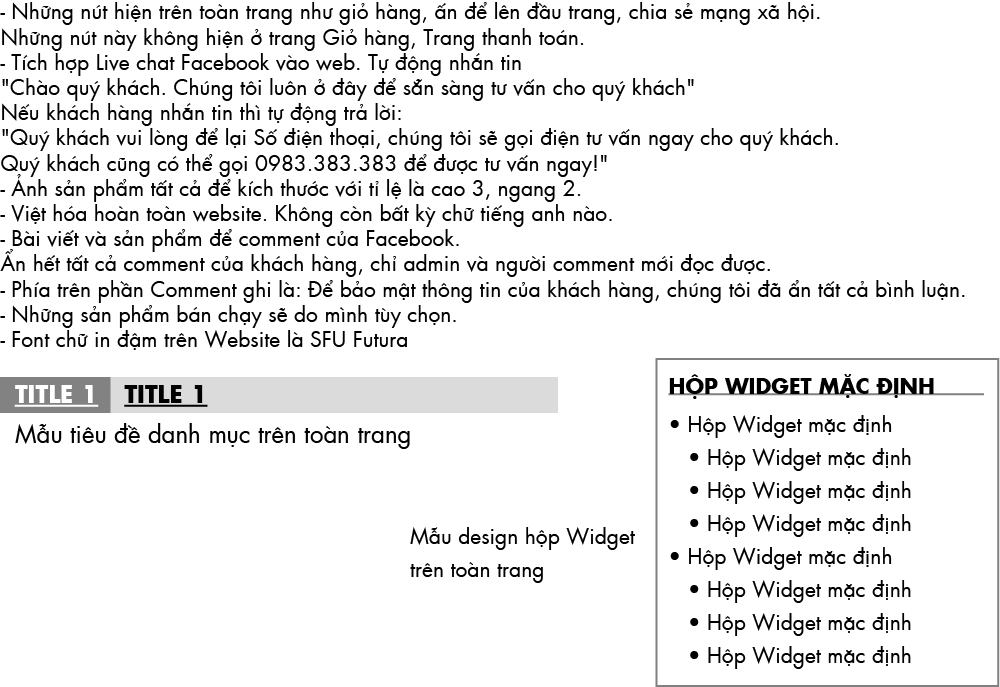 - Những nút hiện trên toàn trang như giỏ hàng, ấn để lên đầu trang, chia sẻ mạng xã hội.
Những nút này không hiện ở trang Giỏ hàng, Trang thanh toán.
- Tích hợp Live chat Facebook vào web. Tự động nhắn tin
"Chào quý khách. Chúng tôi luôn ở đây để sẵn sàng tư vấn cho quý khách"
Nếu khách hàng nhắn tin thì tự động trả lời:
"Quý khách vui lòng để lại Số điện thoại, chúng tôi sẽ gọi điện tư vấn ngay cho quý khách.
Quý khách cũng có thể gọi 0983.383.383 để được tư vấn ngay!"
- Ảnh sản phẩm tất cả để kích thước với tỉ lệ là cao 3, ngang 2.
- Việt hóa hoàn toàn website. Không còn bất kỳ chữ tiếng anh nào.
- Bài viết và sản phẩm để comment của Facebook.
Ẩn hết tất cả comment của khách hàng, chỉ admin và người comment mới đọc được.
- Phía trên phần Comment ghi là: Để bảo mật thông tin của khách hàng, chúng tôi đã ẩn tất cả bình luận.
- Những sản phẩm bán chạy sẽ do mình tùy chọn.
- Font chữ in đậm trên Website là SFU Futura
TITLE 1 TITLE 1
Mẫu tiêu đề danh mục trên toàn trang
Mẫu design hộp Widget
trên toàn trang
HỘP WIDGET MẶC ĐỊNH
• Hộp Widget mặc định
• Hộp Widget mặc định
• Hộp Widget mặc định
• Hộp Widget mặc định
• Hộp Widget mặc định
• Hộp Widget mặc định
• Hộp Widget mặc định
• Hộp Widget mặc định